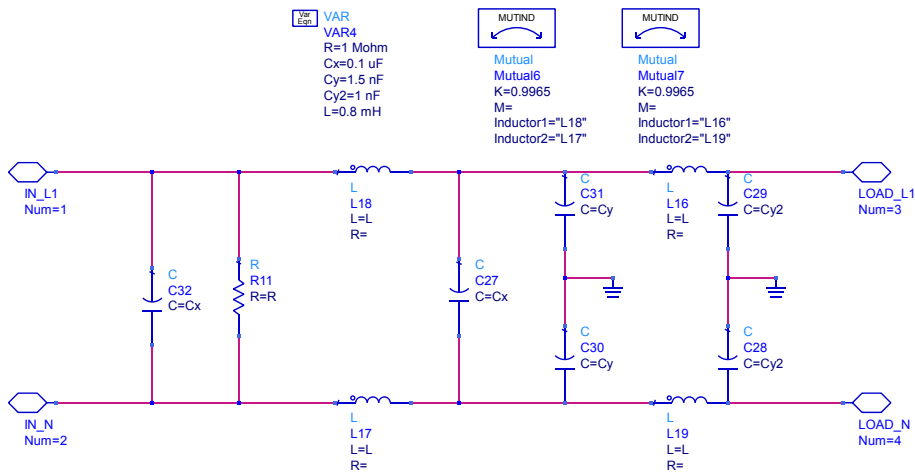 Var
Eqn
VAR
VAR4
R=1 Mohm
Cx=0.1 uF
Cy=1.5 nF
Cy2=1 nF
L=0.8 mH
MUTIND
Mutual
Mutual6
K=0.9965
M=
Inductor1="L18"
Inductor2="L17"
MUTIND
Mutual
Mutual7
K=0.9965
M=
Inductor1="L16"
Inductor2="L19"
IN_L1
Num=1
L
L18
L=L
R=
C
C31
C=Cy
L
L16
L=L
R=
C
C29
C=Cy2
LOAD_L1
Num=3
C
C32
C=Cx
R
R11
R=R
C
C27
C=Cx
C
C30
C=Cy
C
C28
C=Cy2
IN_N
Num=2
L
L17
L=L
R=
L
L19
L=L
R=
LOAD_N
Num=4